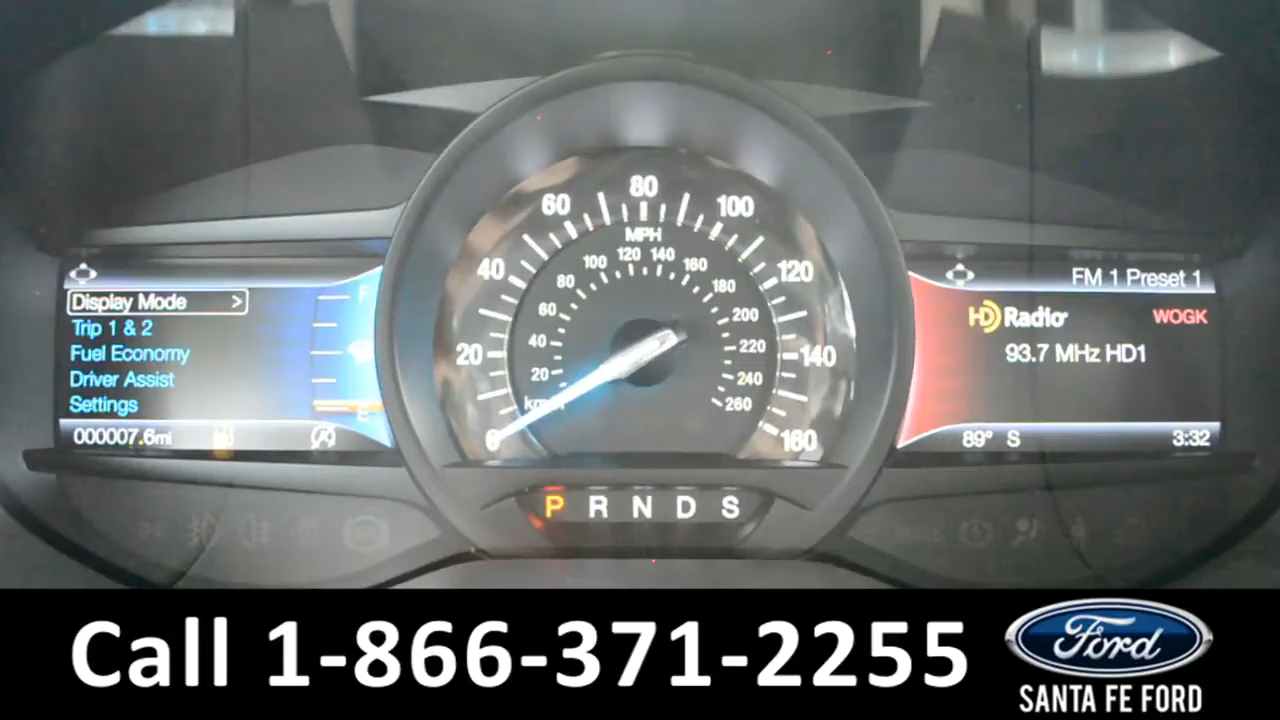 Display Mode >
Trip 1 & 2
Fuel Economy
Driver Assist
Settings
000007.6mi
F
E
0
20
40
60
80
100
120
140
160
MPH
20
40
60
80
100
120
140
160
180
200
220
240
260
km/h
P R N D S
FM 1 Preset 1
HD Radio
WOGK
93.7 MHz HD1
89° S
3:32
Call 1-866-371-2255
Ford
SANTA FE FORD